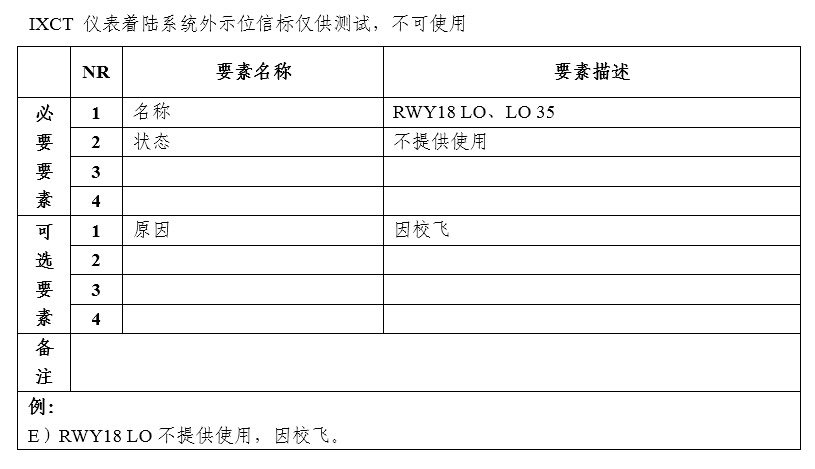 IXCT 仪表着陆系统外示位信标仅供测试，不可使用
NR 要素名称 要素描述
必要要素
1 名称 RWY18 LO、LO 35
2 状态 不提供使用
3
4
可选要素
1 原因 因校飞
2
3
4
备注
例：
E）RWY18 LO 不提供使用，因校飞。